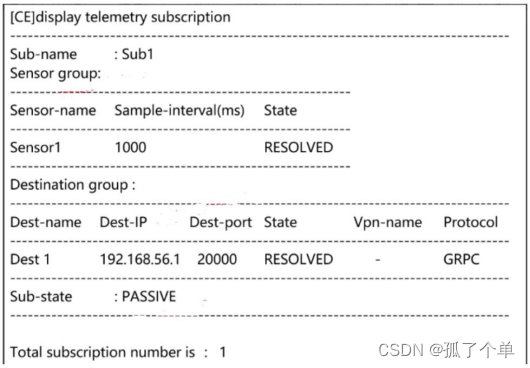 [CE]display telemetry subscription
--------------------------------------------------------------------------------
Sub-name : Sub1
Sensor group:
-------------------------------------------------------
Sensor-name Sample-interval(ms) State
-------------------------------------------------------
Sensor1 1000 RESOLVED
-------------------------------------------------------
Destination group :
--------------------------------------------------------------------------------
Dest-name Dest-IP Dest-port State Vpn-name Protocol
--------------------------------------------------------------------------------
Dest 1 192.168.56.1 20000 RESOLVED - GRPC
--------------------------------------------------------------------------------
Sub-state : PASSIVE
--------------------------------------------------------------------------------
Total subscription number is : 1
CSDN @孤了个单